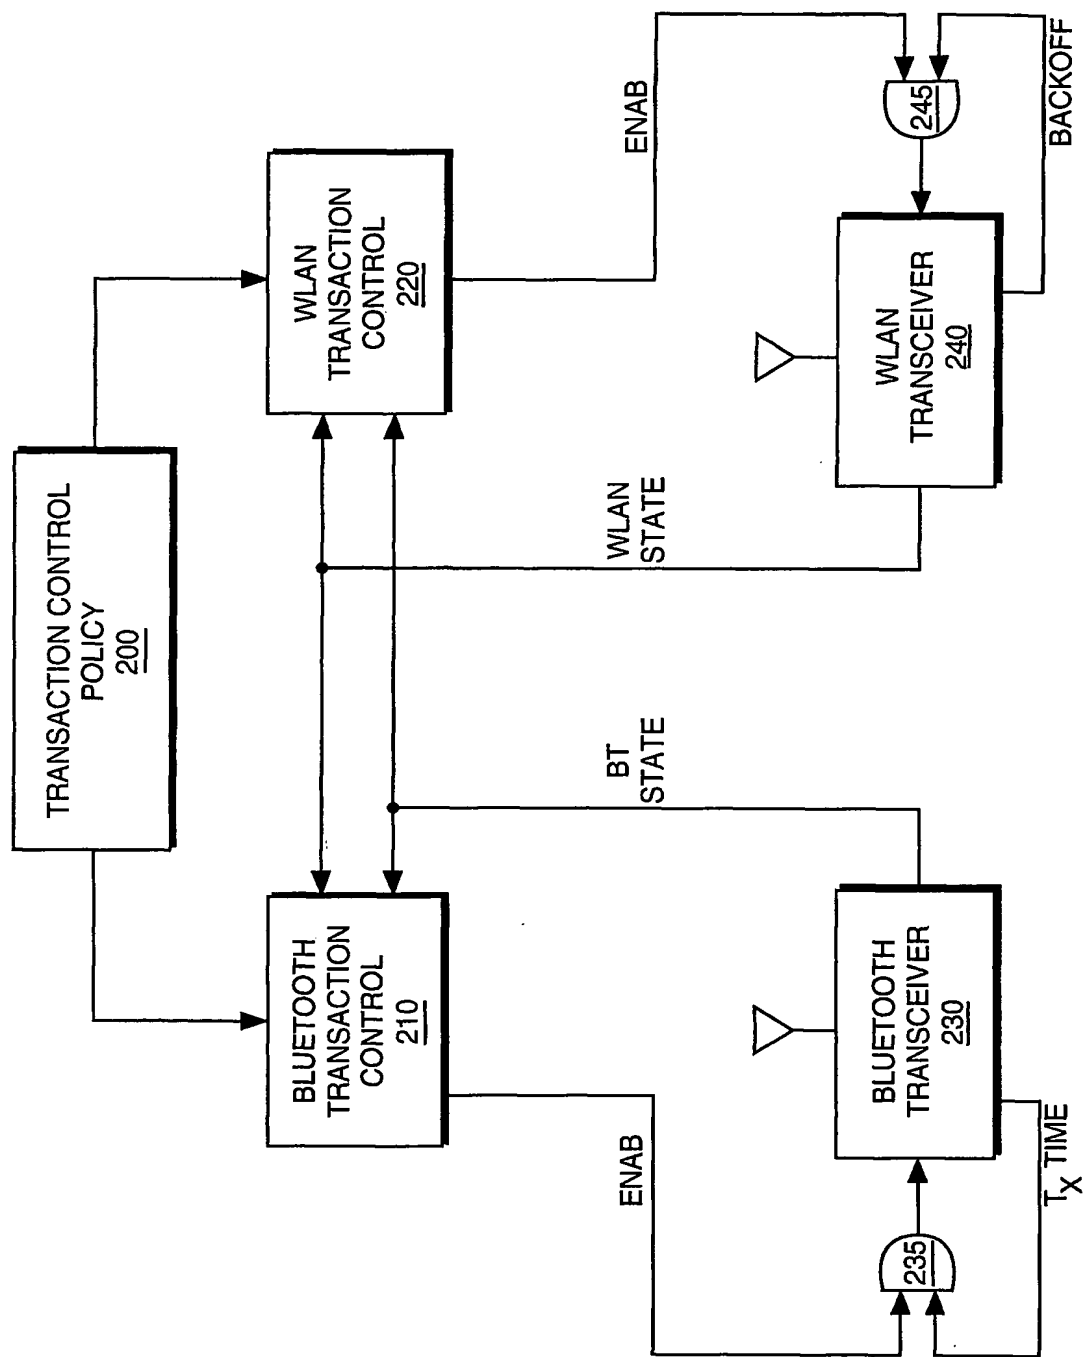 TRANSACTION CONTROL
POLICY
200
BLUETOOTH
TRANSACTION
CONTROL
210
WLAN
TRANSACTION
CONTROL
220
ENAB
BT
STATE
WLAN
STATE
ENAB
235
BLUETOOTH
TRANSCEIVER
230
WLAN
TRANSCEIVER
240
245
TX TIME
BACKOFF